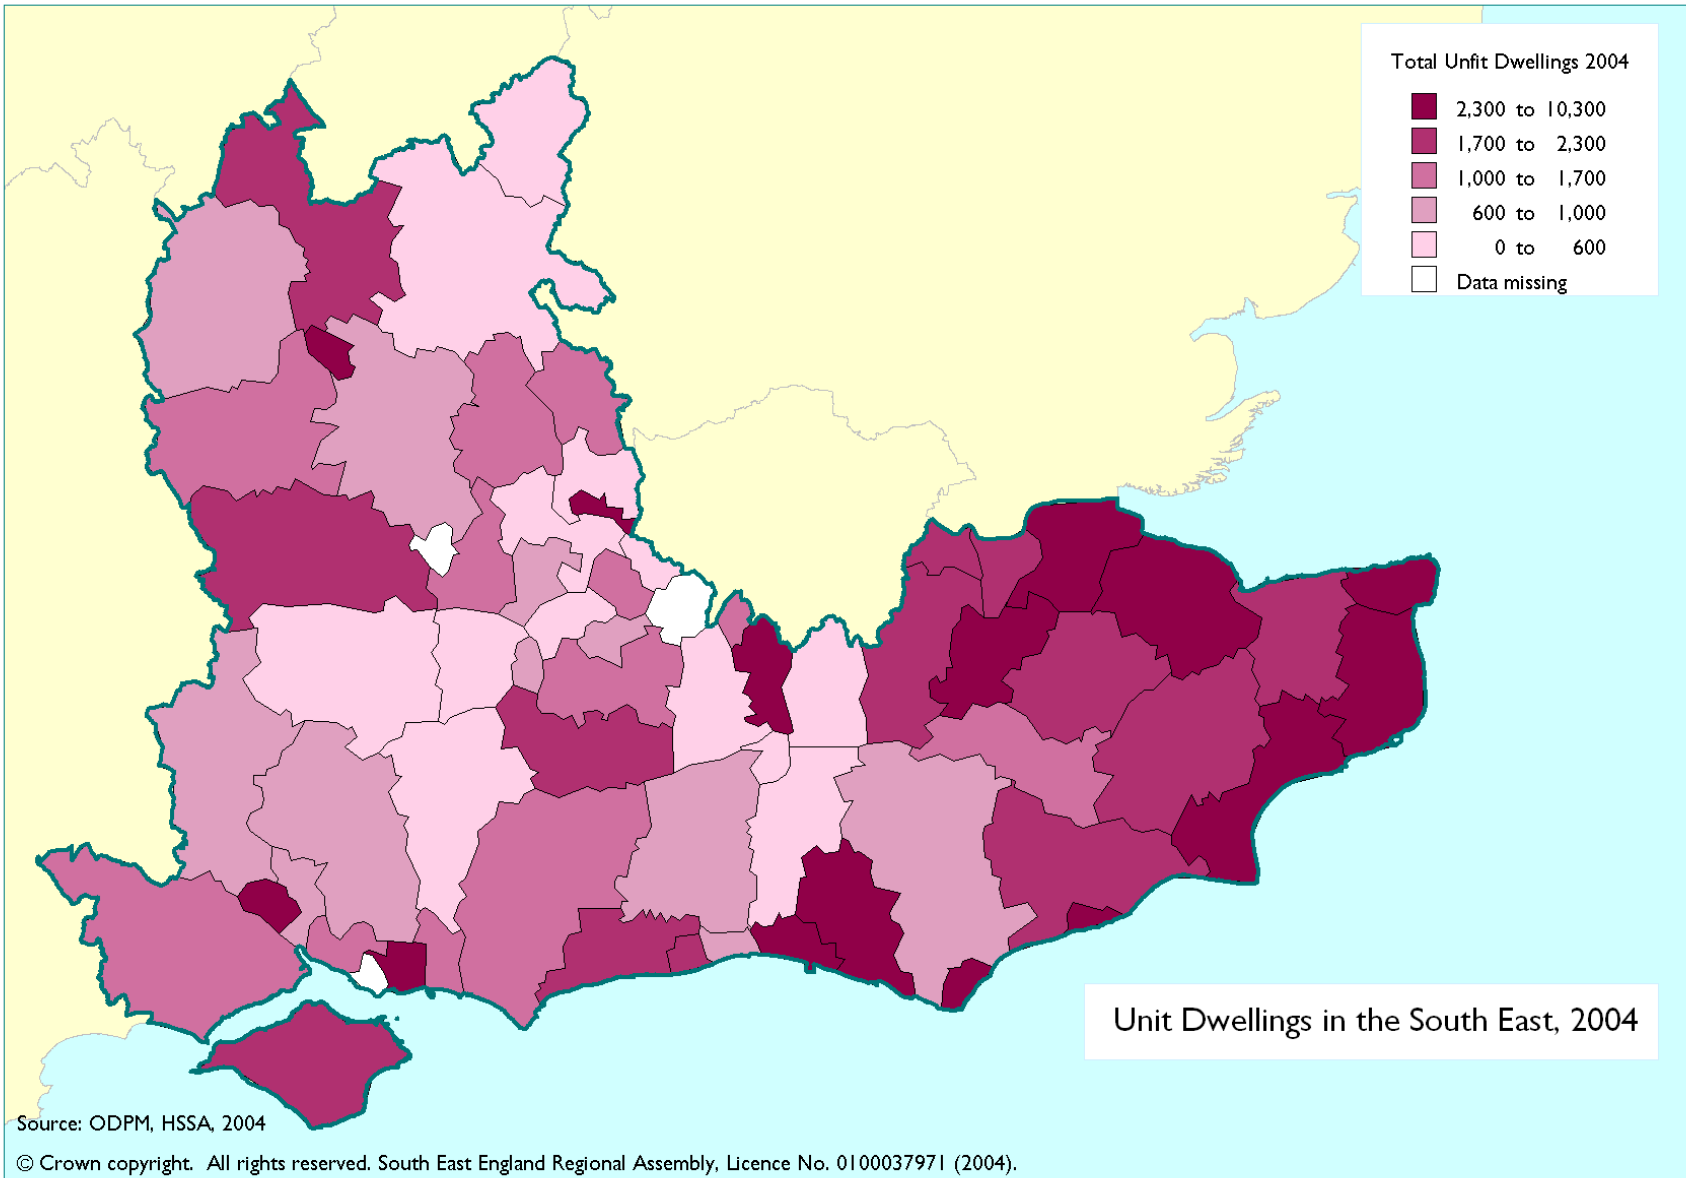 Total Unfit Dwellings 2004
2,300 to 10,300
1,700 to 2,300
1,000 to 1,700
600 to 1,000
0 to 600
Data missing
Unit Dwellings in the South East, 2004
Source: ODPM, HSSA, 2004
© Crown copyright. All rights reserved. South East England Regional Assembly, Licence No. 0100037971 (2004).